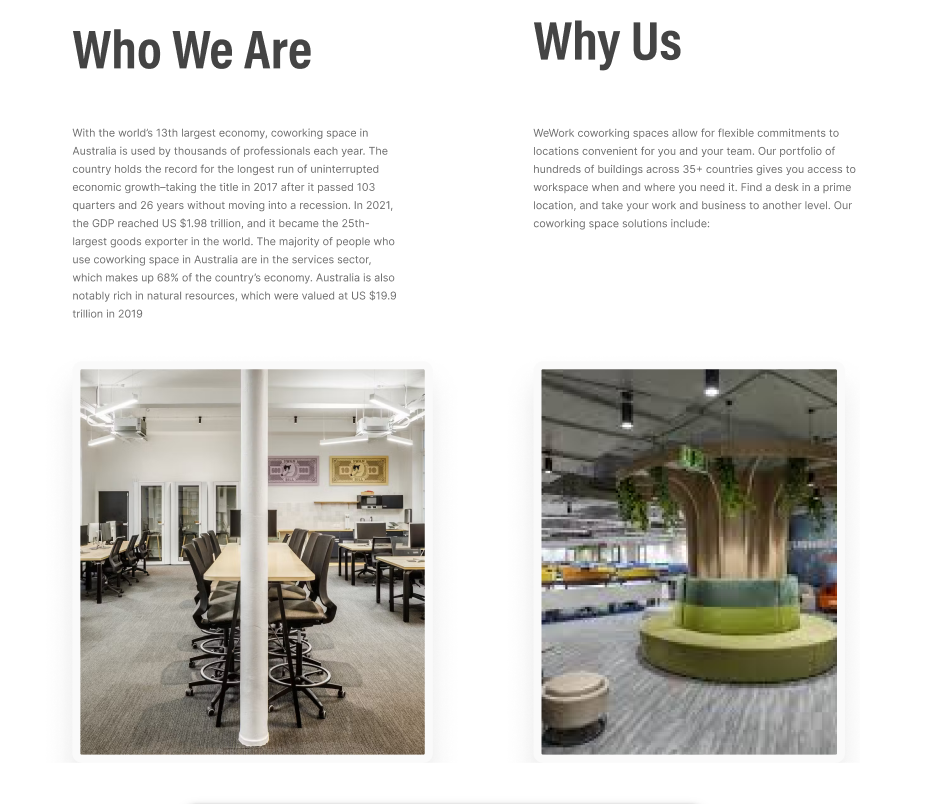 Who We Are
With the world's 13th largest economy, coworking space in
Australia is used by thousands of professionals each year. The
country holds the record for the longest run of uninterrupted
economic growth–taking the title in 2017 after it passed 103
quarters and 26 years without moving into a recession. In 2021,
the GDP reached US $1.98 trillion, and it became the 25th-
largest goods exporter in the world. The majority of people who
use coworking space in Australia are in the services sector,
which makes up 68% of the country's economy. Australia is also
notably rich in natural resources, which were valued at US $19.9
trillion in 2019
Why Us
WeWork coworking spaces allow for flexible commitments to
locations convenient for you and your team. Our portfolio of
hundreds of buildings across 35+ countries gives you access to
workspace when and where you need it. Find a desk in a prime
location, and take your work and business to another level. Our
coworking space solutions include: